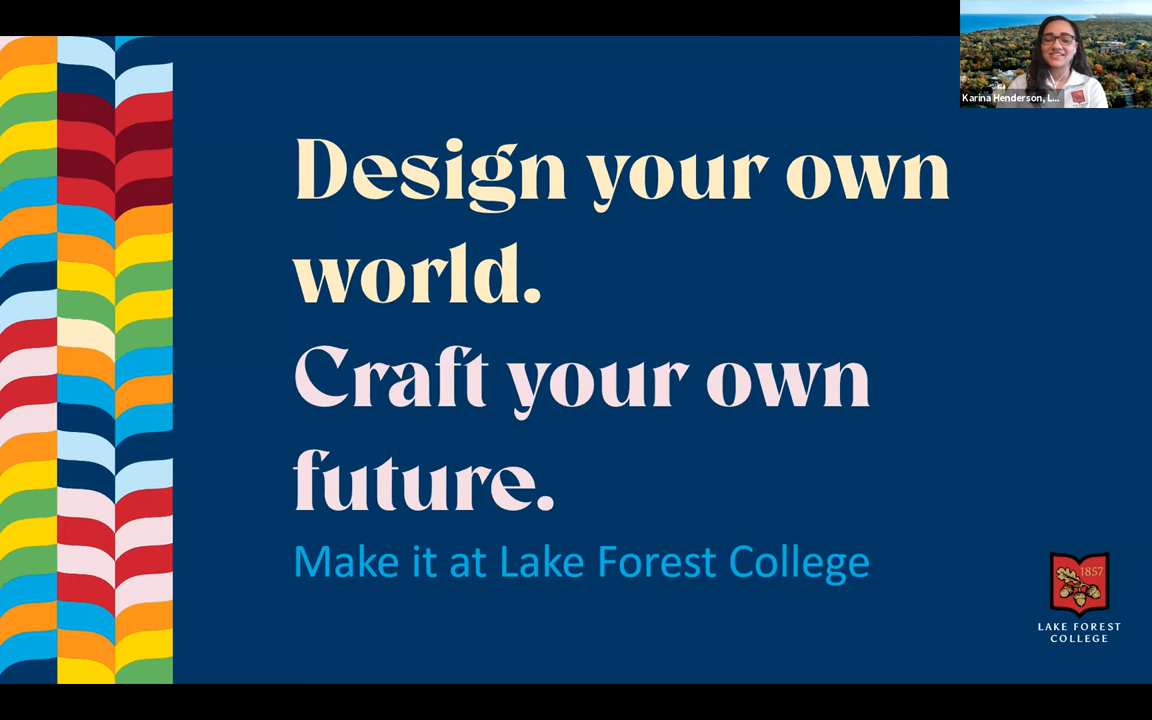 Karina Henderson, L...
Design your own
world.
Craft your own
future.
Make it at Lake Forest College
1857
LAKE FOREST
COLLEGE